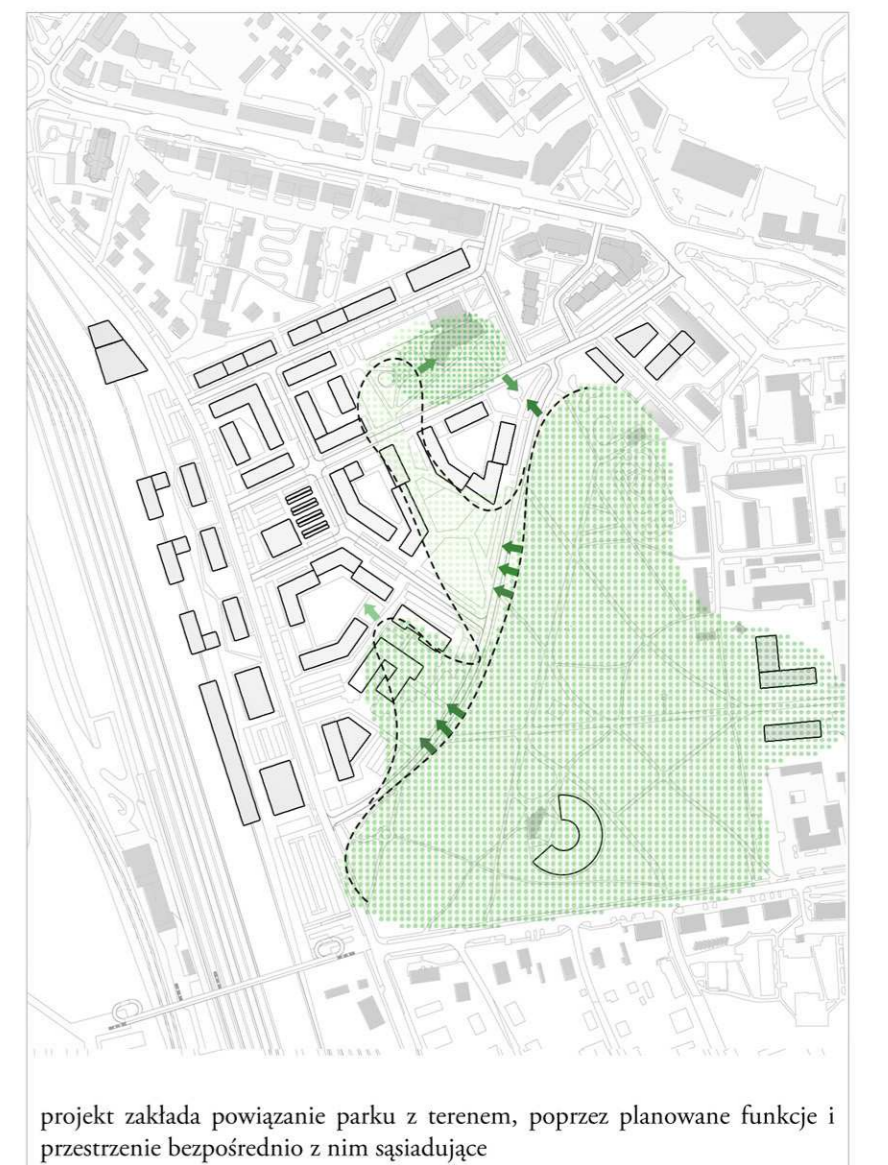 projekt zakłada powiązanie parku z terenem, poprzez planowane funkcje i
przestrzenie bezpośrednio z nim sąsiadujące